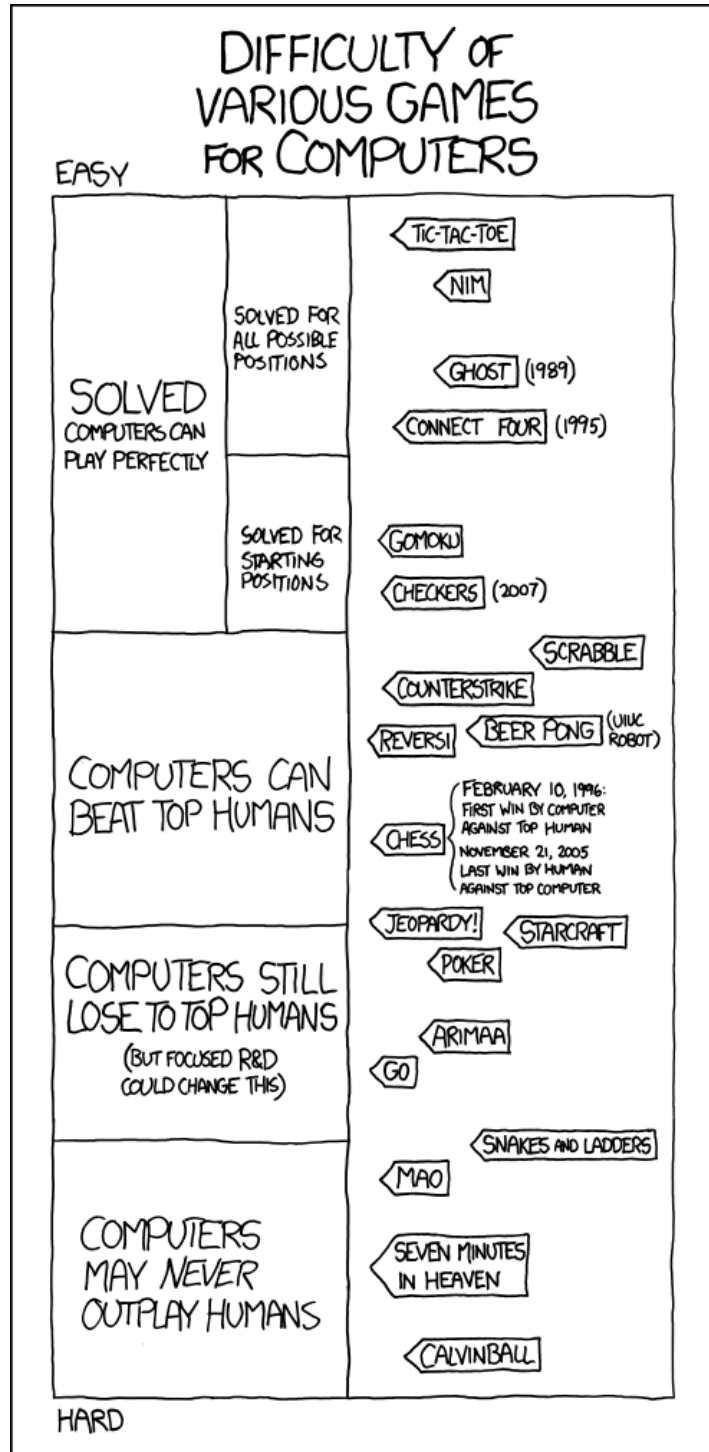 DIFFICULTY OF
VARIOUS GAMES
FOR COMPUTERS
EASY
SOLVED
COMPUTERS CAN
PLAY PERFECTLY
SOLVED FOR
ALL POSSIBLE
POSITIONS
TIC-TAC-TOE
NIM
GHOST (1989)
CONNECT FOUR (1995)
SOLVED FOR
STARTING
POSITIONS
GOMOKU
CHECKERS (2007)
COMPUTERS CAN
BEAT TOP HUMANS
SCRABBLE
COUNTERSTRIKE
REVERSI
BEER PONG (UIUC
ROBOT)
CHESS
FEBRUARY 10, 1996:
FIRST WIN BY COMPUTER
AGAINST TOP HUMAN
NOVEMBER 21, 2005
LAST WIN BY HUMAN
AGAINST TOP COMPUTER
JEOPARDY!
STARCRAFT
POKER
COMPUTERS STILL
LOSE TO TOP HUMANS
(BUT FOCUSED R&D
COULD CHANGE THIS)
ARIMAA
GO
SNAKES AND LADDERS
MAO
COMPUTERS
MAY NEVER
OUTPLAY HUMANS
SEVEN MINUTES
IN HEAVEN
CALVINBALL
HARD